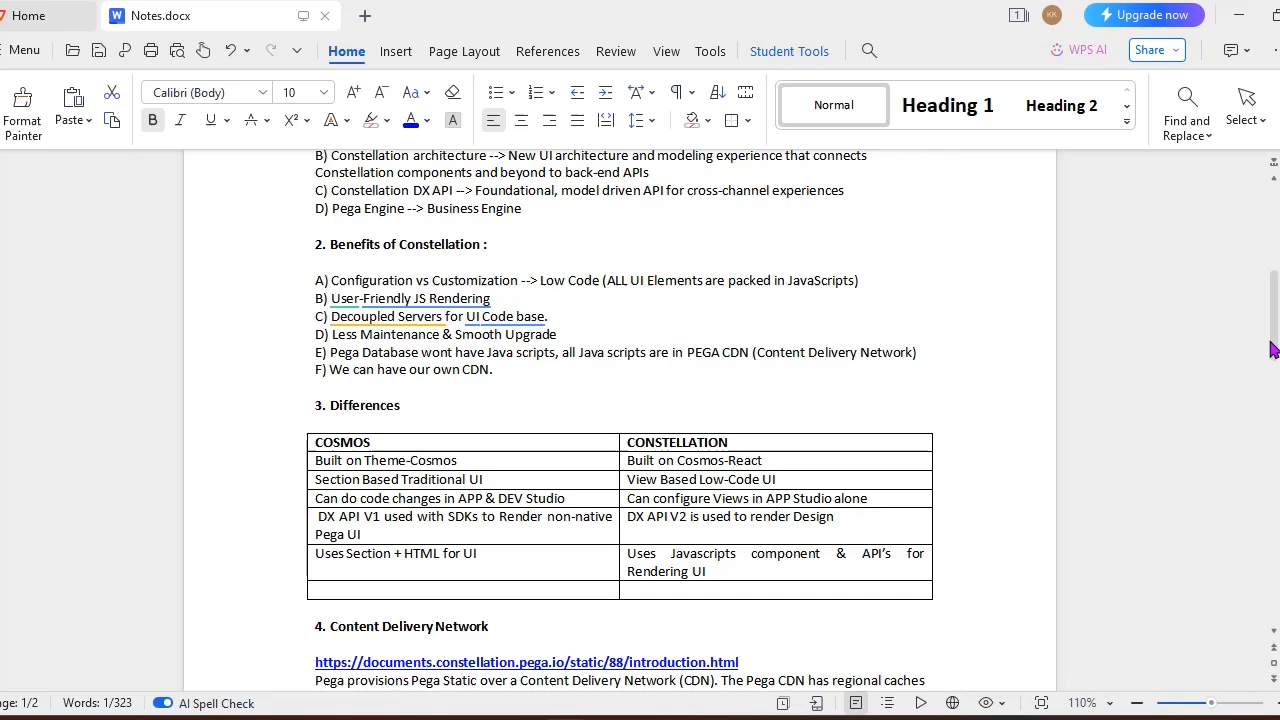 Home
Notes.docx
1
KK
Upgrade now
Menu
Home Insert Page Layout References Review View Tools Student Tools
WPS AI
Share
Format Painter
Paste
Calibri (Body) 10
Normal
Heading 1
Heading 2
Find and Replace
Select
B) Constellation architecture --> New UI architecture and modeling experience that connects
Constellation components and beyond to back-end APIs
C) Constellation DX API --> Foundational, model driven API for cross-channel experiences
D) Pega Engine --> Business Engine
2. Benefits of Constellation :
A) Configuration vs Customization --> Low Code (ALL UI Elements are packed in JavaScripts)
B) User-Friendly JS Rendering
C) Decoupled Servers for UI Code base.
D) Less Maintenance & Smooth Upgrade
E) Pega Database wont have Java scripts, all Java scripts are in PEGA CDN (Content Delivery Network)
F) We can have our own CDN.
3. Differences
COSMOS CONSTELLATION
Built on Theme-Cosmos Built on Cosmos-React
Section Based Traditional UI View Based Low-Code UI
Can do code changes in APP & DEV Studio Can configure Views in APP Studio alone
DX API V1 used with SDKs to Render non-native DX API V2 is used to render Design
Pega UI
Uses Section + HTML for UI Uses Javascripts component & API's for
Rendering UI
4. Content Delivery Network
https://documents.constellation.pega.io/static/88/introduction.html
Pega provisions Pega Static over a Content Delivery Network (CDN). The Pega CDN has regional caches
age: 1/2 Words: 1/323 AI Spell Check 110%